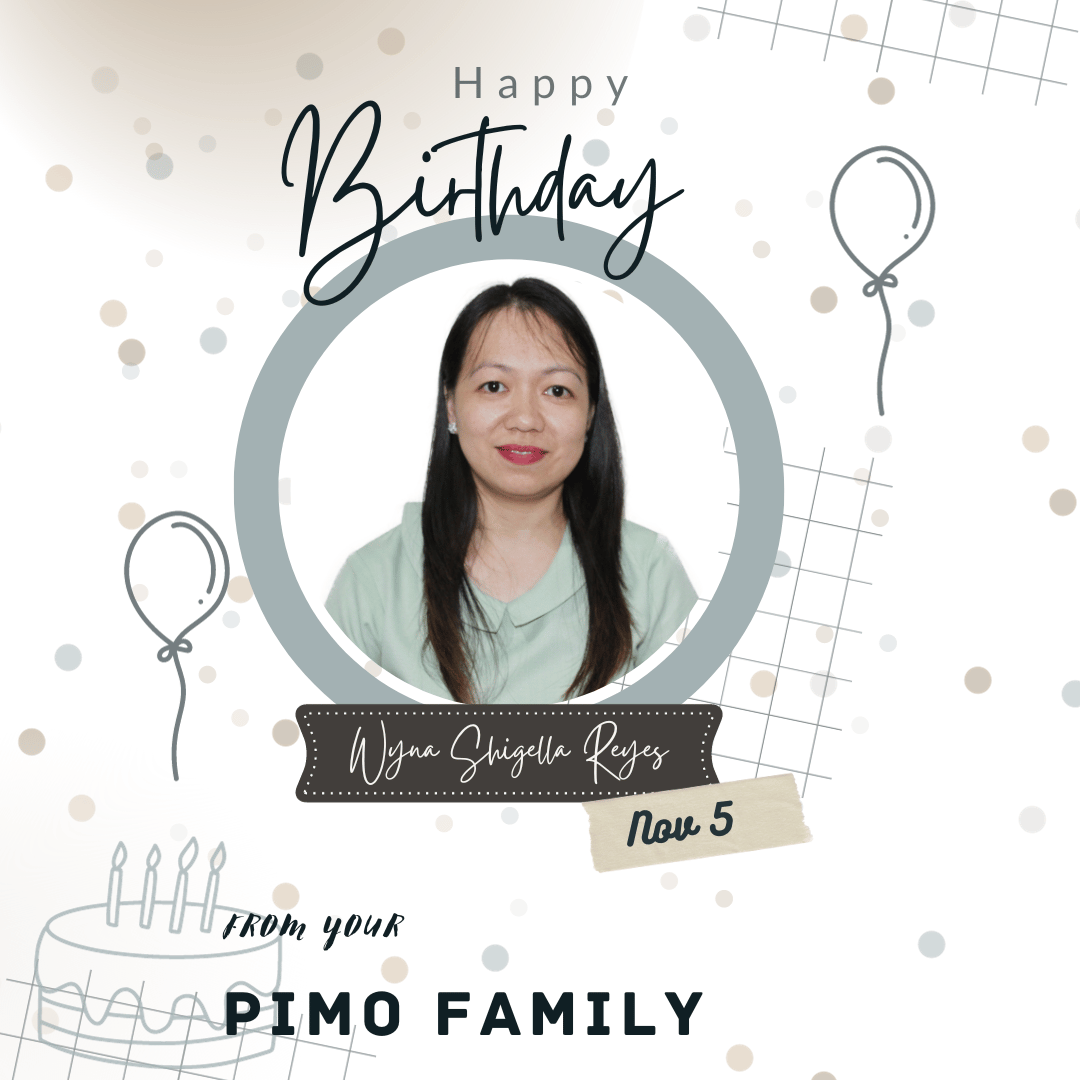 Happy
Birthday
Wyna Shigella Reyes
Nov 5
FROM YOUR
PIMO FAMILY